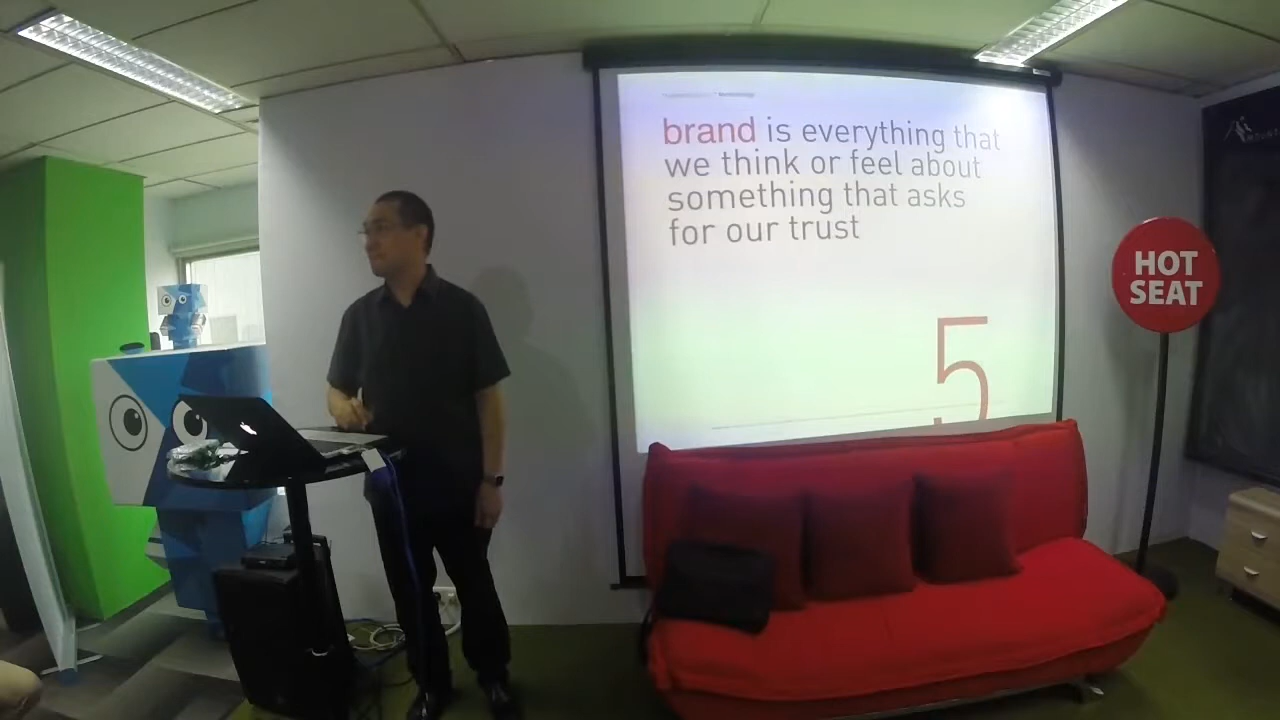 brand is everything that
we think or feel about
something that asks
for our trust
5
HOT
SEAT